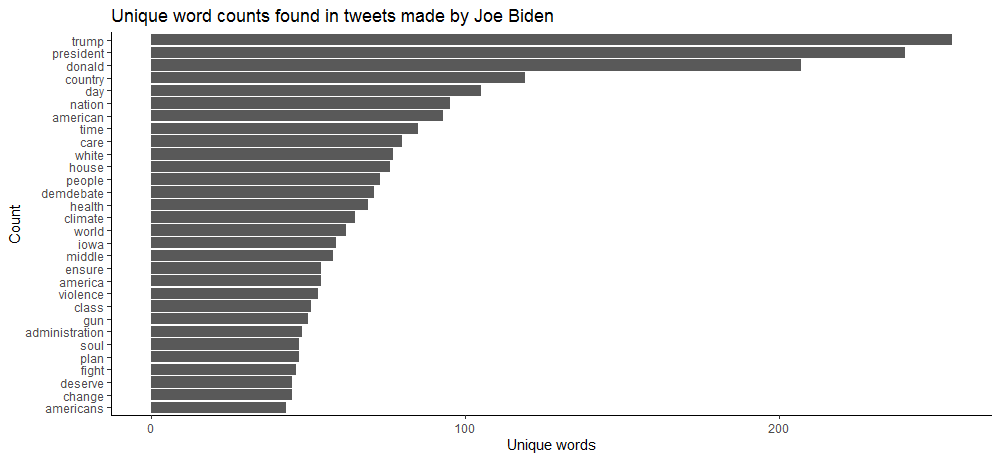 Unique word counts found in tweets made by Joe Biden
trump
president
donald
country
day
nation
american
time
care
white
house
people
demdebate
health
climate
world
iowa
middle
ensure
america
violence
class
gun
administration
soul
plan
fight
deserve
change
americans
Count
0 100 200
Unique words